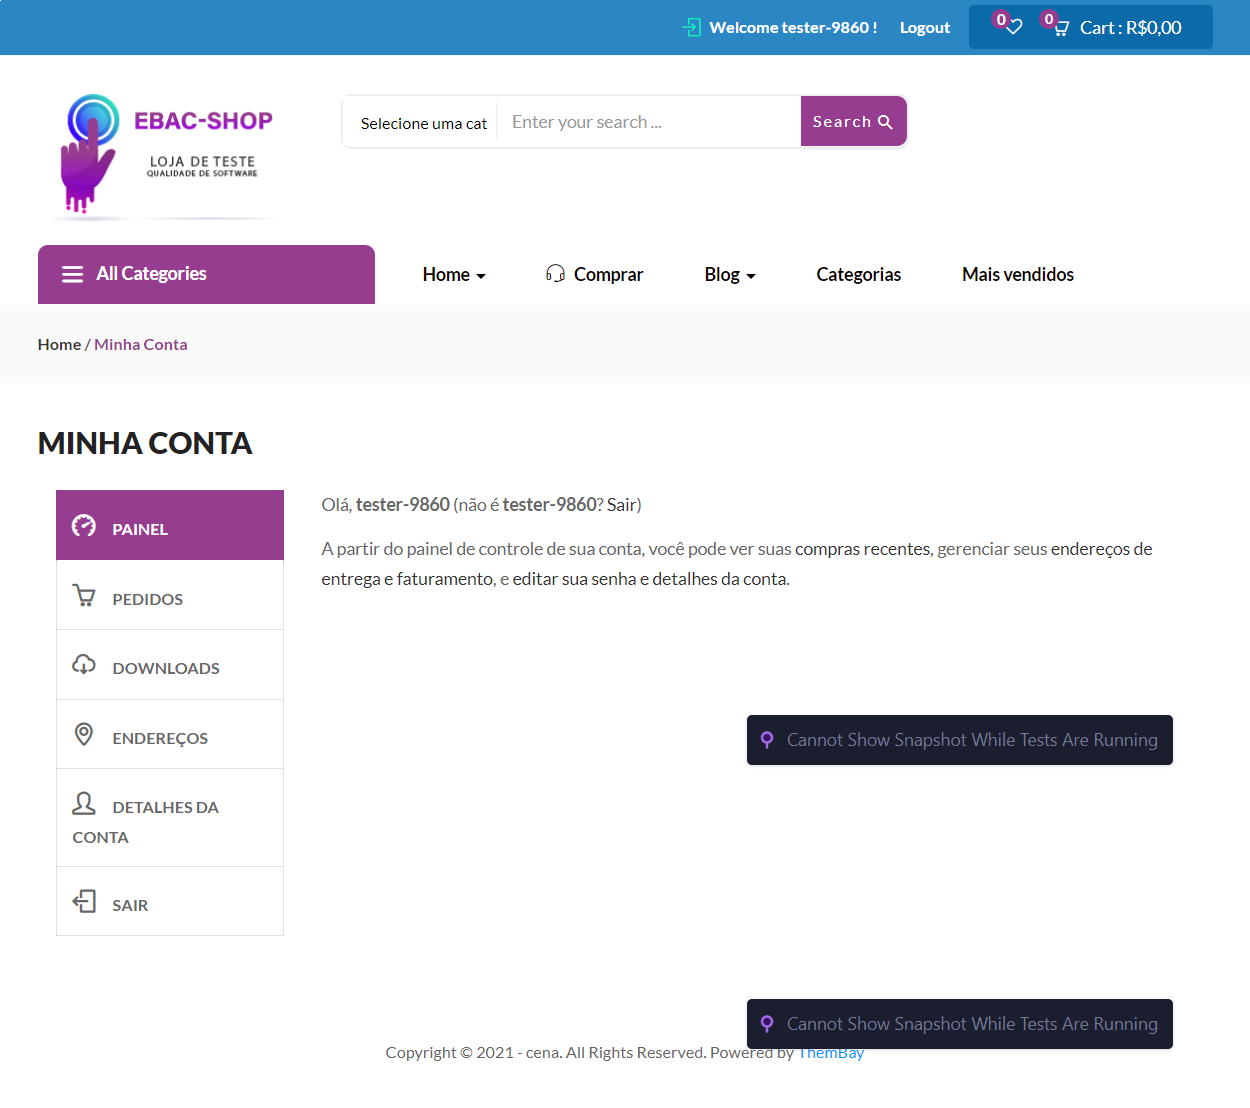 Welcome tester-9860 !
Logout
0
0
Cart : R$0,00
EBAC-SHOP
LOJA DE TESTE
QUALIDADE DE SOFTWARE
Selecione uma cat
Enter your search ...
Search
All Categories
Home
Comprar
Blog
Categorias
Mais vendidos
Home / Minha Conta
MINHA CONTA
PAINEL
PEDIDOS
DOWNLOADS
ENDEREÇOS
DETALHES DA
CONTA
SAIR
Olá, tester-9860 (não é tester-9860? Sair)
A partir do painel de controle de sua conta, você pode ver suas compras recentes, gerenciar seus endereços de
entrega e faturamento, e editar sua senha e detalhes da conta.
Cannot Show Snapshot While Tests Are Running
Cannot Show Snapshot While Tests Are Running
Copyright © 2021 - cena. All Rights Reserved. Powered by ThemBay